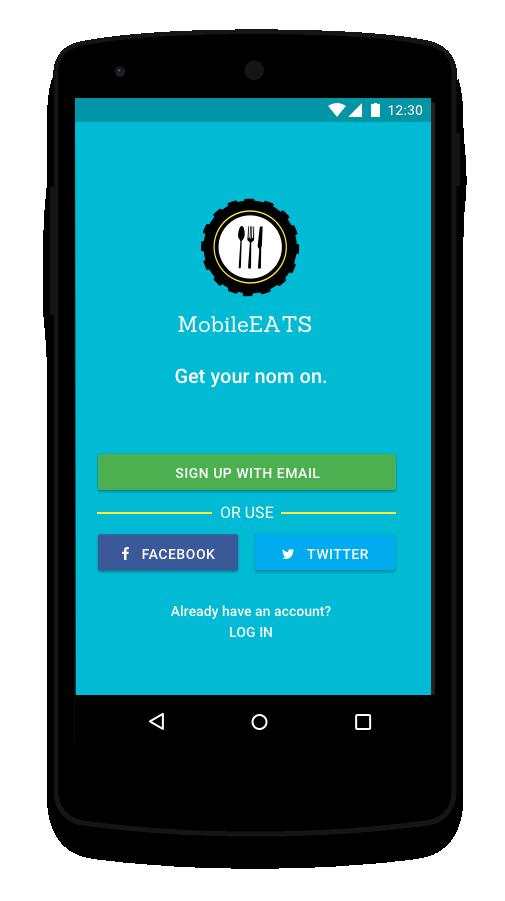 12:30
MobileEATS
Get your nom on.
SIGN UP WITH EMAIL
OR USE
FACEBOOK TWITTER
Already have an account?
LOG IN